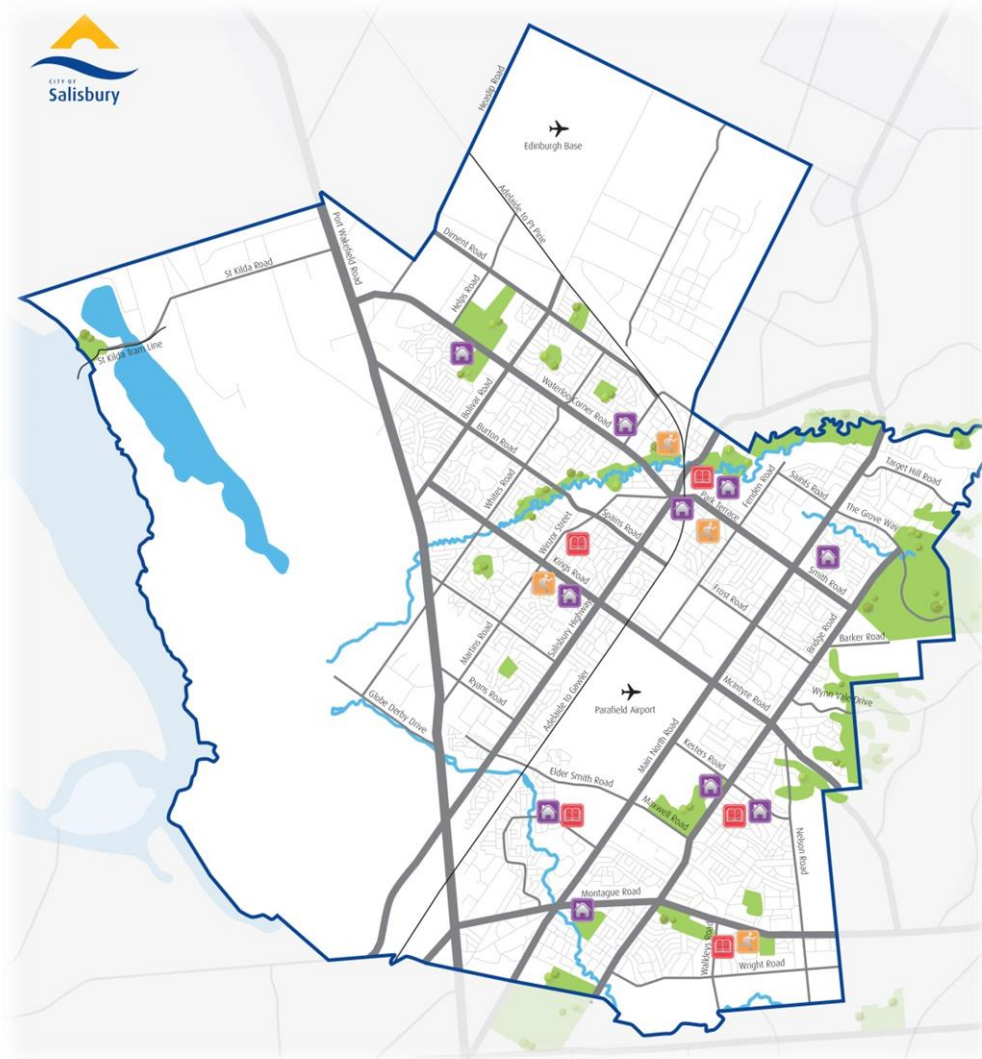 CITY OF
Salisbury
Heaslip Road
Edinburgh Base
Adelaide to Pt Pirie
Port Wakefield Road
Diment Road
St Kilda Road
Helps Road
St Kilda Tram Line
Waterloo Corner Road
Bolivar Road
Burton Road
Target Hill Road
Whites Road
Fenden Road
Saints Road
Park Terrace
The Grove Way
Spains Road
Winzor Street
Kings Road
Smith Road
Frost Road
Salisbury Highway
Martins Road
Bridge Road
Barker Road
Ryans Road
McIntyre Road
Wynn Vale Drive
Globe Derby Drive
Adelaide to Gawler
Parafield Airport
Main North Road
Kesters Road
Elder Smith Road
Maxwell Road
Nelson Road
Montague Road
Walkleys Road
Wright Road